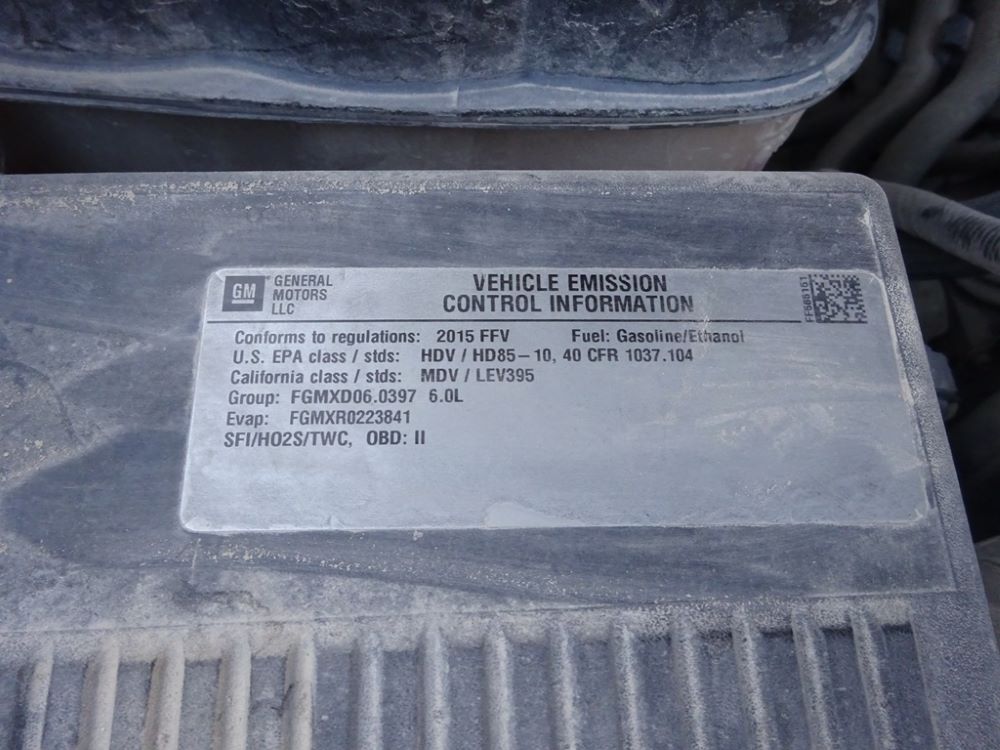 GM GENERAL MOTORS LLC
VEHICLE EMISSION
CONTROL INFORMATION
FF585161
Conforms to regulations: 2015 FFV Fuel: Gasoline/Ethanol
U.S. EPA class / stds: HDV / HD85-10, 40 CFR 1037.104
California class / stds: MDV / LEV395
Group: FGMXD06.0397 6.0L
Evap: FGMXR0223841
SFI/HO2S/TWC, OBD: II